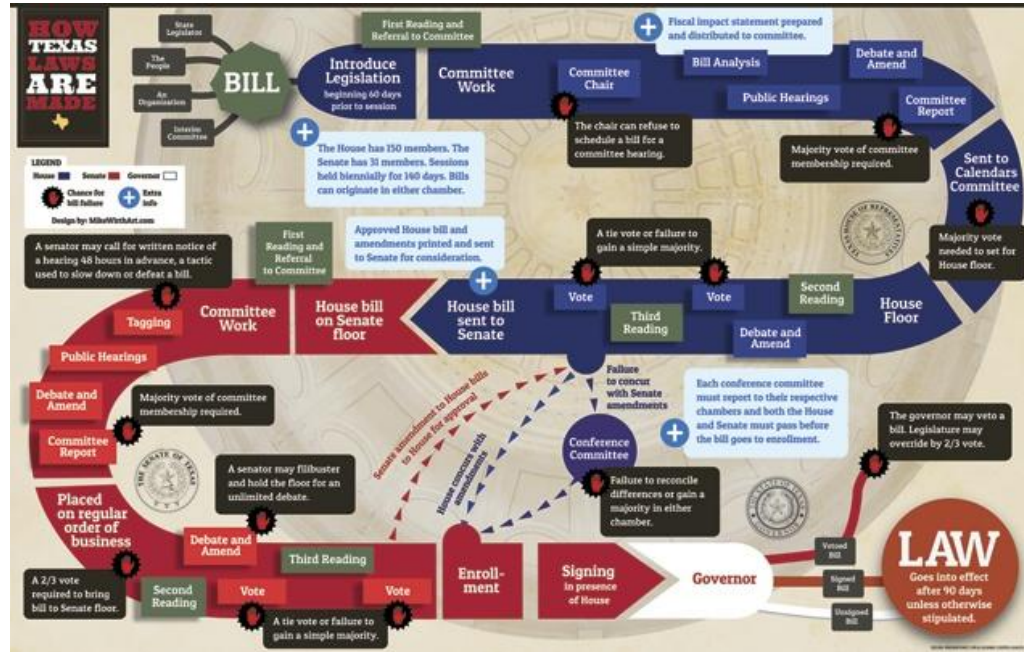 HOW
TEXAS
LAWS
ARE
MADE
State
Legislator
The
People
An
Organization
Interim
Committee
BILL
First Reading and
Referral to Committee
Introduce
Legislation
beginning 60 days
prior to session
Committee
Work
Fiscal impact statement prepared
and distributed to committee.
Committee
Chair
Bill Analysis
Public Hearings
Debate and
Amend
Committee
Report
The chair can refuse to
schedule a bill for a
committee hearing.
Majority vote of committee
membership required.
Sent to
Calendars
Committee
Majority vote
needed to set for
House floor.
The House has 150 members. The
Senate has 31 members. Sessions
held biennially for 140 days. Bills
can originate in either chamber.
LEGEND
House
Senate
Governor
Chance for
bill failure
Extra
info
Design by: MikeWirthArt.com
TEXAS HOUSE OF REPRESENTATIVES
House
Floor
Second
Reading
Debate and
Amend
Vote
Third
Reading
Vote
A tie vote or failure to
gain a simple majority.
House bill
sent to
Senate
Approved House bill and
amendments printed and sent
to Senate for consideration.
House bill
on Senate
floor
First
Reading and
Referral
to Committee
Committee
Work
A senator may call for written notice of
a hearing 48 hours in advance, a tactic
used to slow down or defeat a bill.
Tagging
Public Hearings
Debate and
Amend
Committee
Report
Majority vote of committee
membership required.
THE SENATE OF TEXAS
Placed
on regular
order of
business
A 2/3 vote
required to bring
bill to Senate floor.
Second
Reading
Debate and
Amend
A senator may filibuster
and hold the floor for an
unlimited debate.
Vote
Third Reading
Vote
A tie vote or failure to
gain a simple majority.
Senate amendment to House bills
to House for approval
House concurs with
amendments
Failure
to concur
with Senate
amendments
Conference
Committee
Each conference committee
must report to their respective
chambers and both the House
and Senate must pass before
the bill goes to enrollment.
Failure to reconcile
differences or gain a
majority in either
chamber.
Enroll-
ment
Signing
in presence
of House
Governor
The governor may veto a
bill. Legislature may
override by 2/3 vote.
Vetoed
Bill
Signed
Bill
Unsigned
Bill
LAW
Goes into effect
after 90 days
unless otherwise
stipulated.